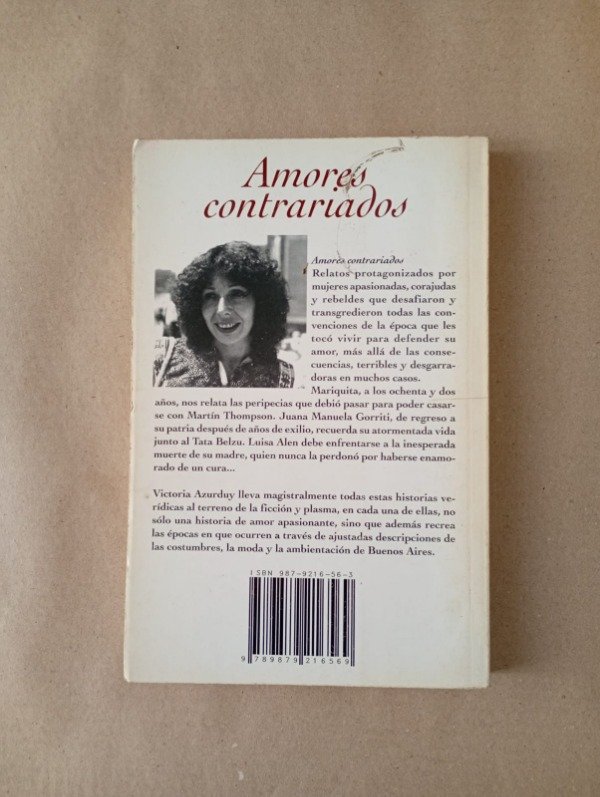 Amores
contrariados
Amores contrariados
Relatos protagonizados por
mujeres apasionadas, corajudas
y rebeldes que desafiaron y
transgredieron todas las con-
venciones de la época que les
tocó vivir para defender su
amor, más allá de las conse-
cuencias, terribles y desgarra-
doras en muchos casos.
Mariquita, a los ochenta y dos
años, nos relata las peripecias que debió pasar para poder casar-
se con Martín Thompson. Juana Manuela Gorriti, de regreso a
su patria después de años de exilio, recuerda su atormentada vida
junto al Tata Belzu. Luisa Alen debe enfrentarse a la inesperada
muerte de su madre, quien nunca la perdonó por haberse enamo-
rado de un cura...
Victoria Azurduy lleva magistralmente todas estas historias ve-
rídicas al terreno de la ficción y plasma, en cada una de ellas, no
sólo una historia de amor apasionante, sino que además recrea
las épocas en que ocurren a través de ajustadas descripciones de
las costumbres, la moda y la ambientación de Buenos Aires.
ISBN 987-9216-56-3
9 789879 216569